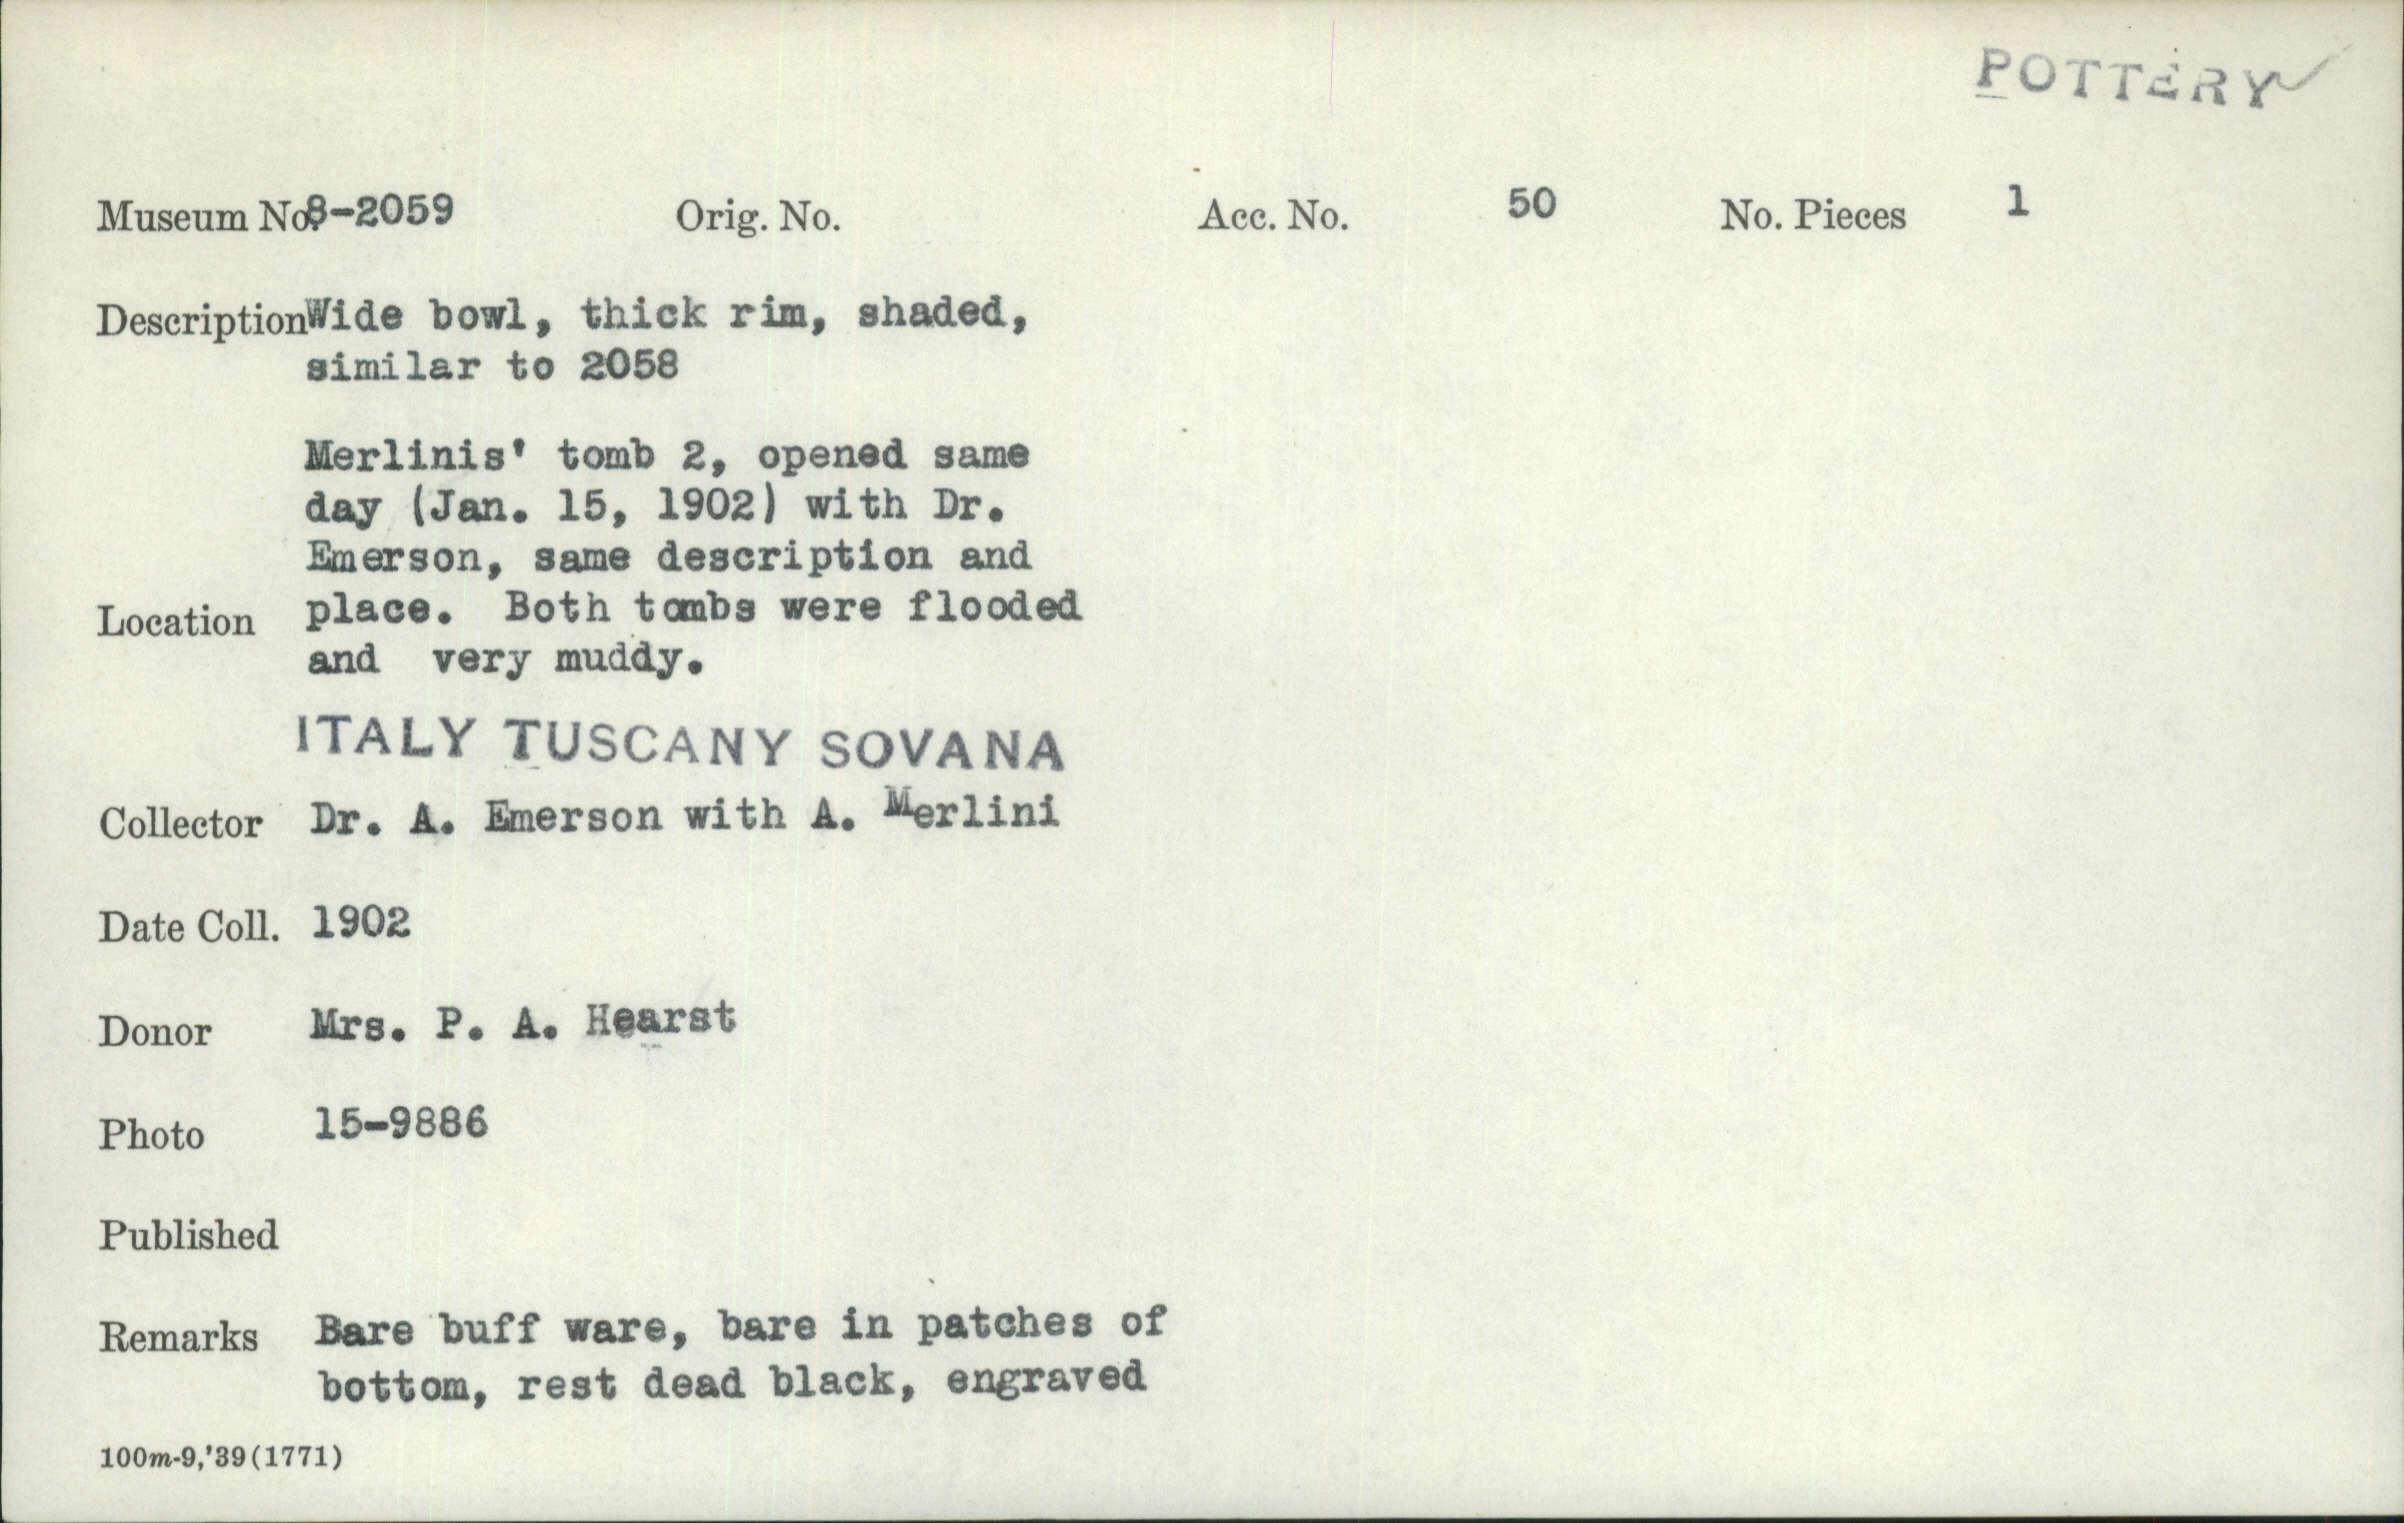 POTTERY
Museum No. 8-2059 Orig. No. Acc. No. 50 No. Pieces 1
Description Wide bowl, thick rim, shaded,
similar to 2058
Merlinis' tomb 2, opened same
day (Jan. 15, 1902) with Dr.
Emerson, same description and
Location place. Both tombs were flooded
and very muddy.
ITALY TUSCANY SOVANA
Collector Dr. A. Emerson with A. Merlini
Date Coll. 1902
Donor Mrs. P. A. Hearst
Photo 15-9886
Published
Remarks Bare buff ware, bare in patches of
bottom, rest dead black, engraved
100m-9,'39(1771)